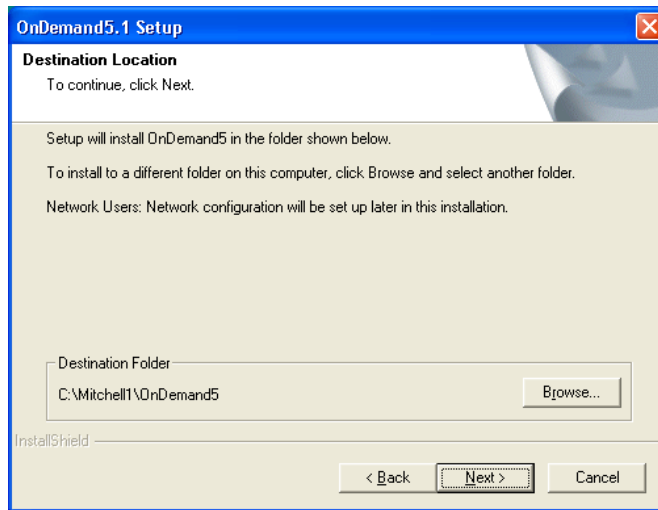 OnDemand5.1 Setup
Destination Location
To continue, click Next.
Setup will install OnDemand5 in the folder shown below.
To install to a different folder on this computer, click Browse and select another folder.
Network Users: Network configuration will be set up later in this installation.
Destination Folder
C:\Mitchell1\OnDemand5
Browse...
InstallShield
< Back
Next >
Cancel